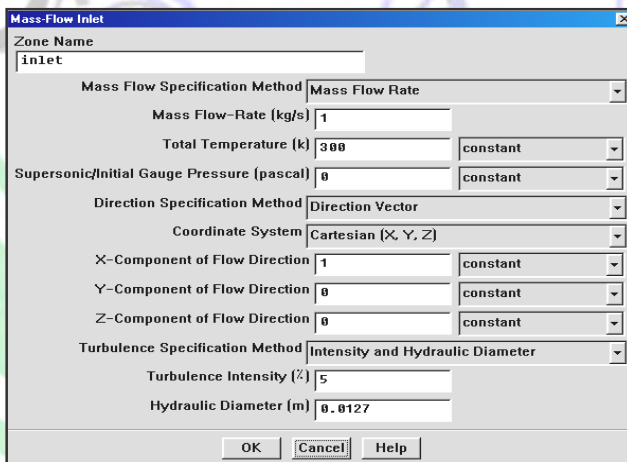 Mass-Flow Inlet
Zone Name
inlet
Mass Flow Specification Method Mass Flow Rate
Mass Flow-Rate (kg/s) 1
Total Temperature (k) 300 constant
Supersonic/Initial Gauge Pressure (pascal) 0 constant
Direction Specification Method Direction Vector
Coordinate System Cartesian (X, Y, Z)
X-Component of Flow Direction 1 constant
Y-Component of Flow Direction 0 constant
Z-Component of Flow Direction 0 constant
Turbulence Specification Method Intensity and Hydraulic Diameter
Turbulence Intensity (%) 5
Hydraulic Diameter (m) 0.0127
OK Cancel Help